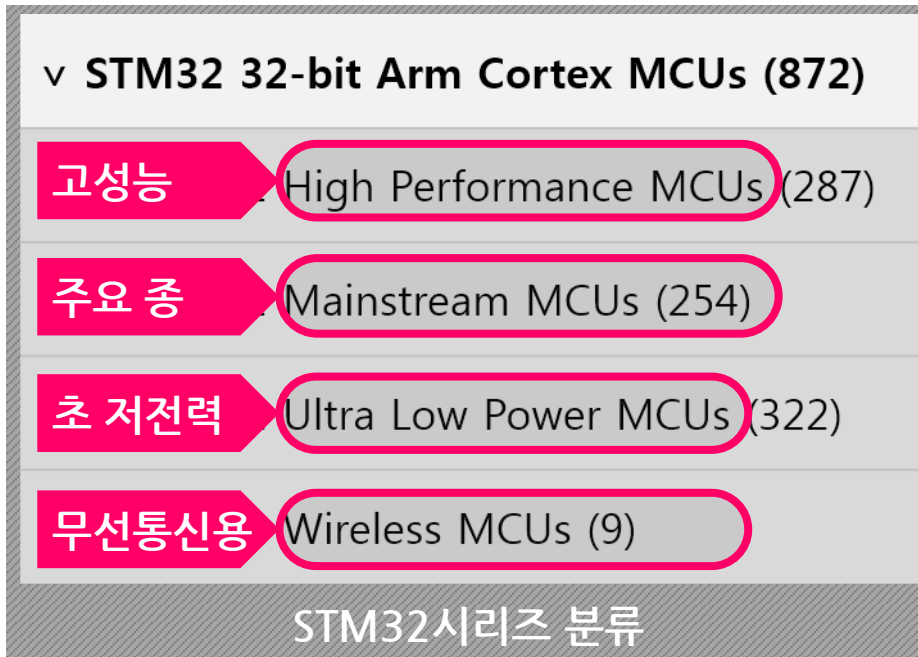 ∨ STM32 32-bit Arm Cortex MCUs (872)
고성능 High Performance MCUs (287)
주요 종 Mainstream MCUs (254)
초 저전력 Ultra Low Power MCUs (322)
무선통신용 Wireless MCUs (9)
STM32시리즈 분류